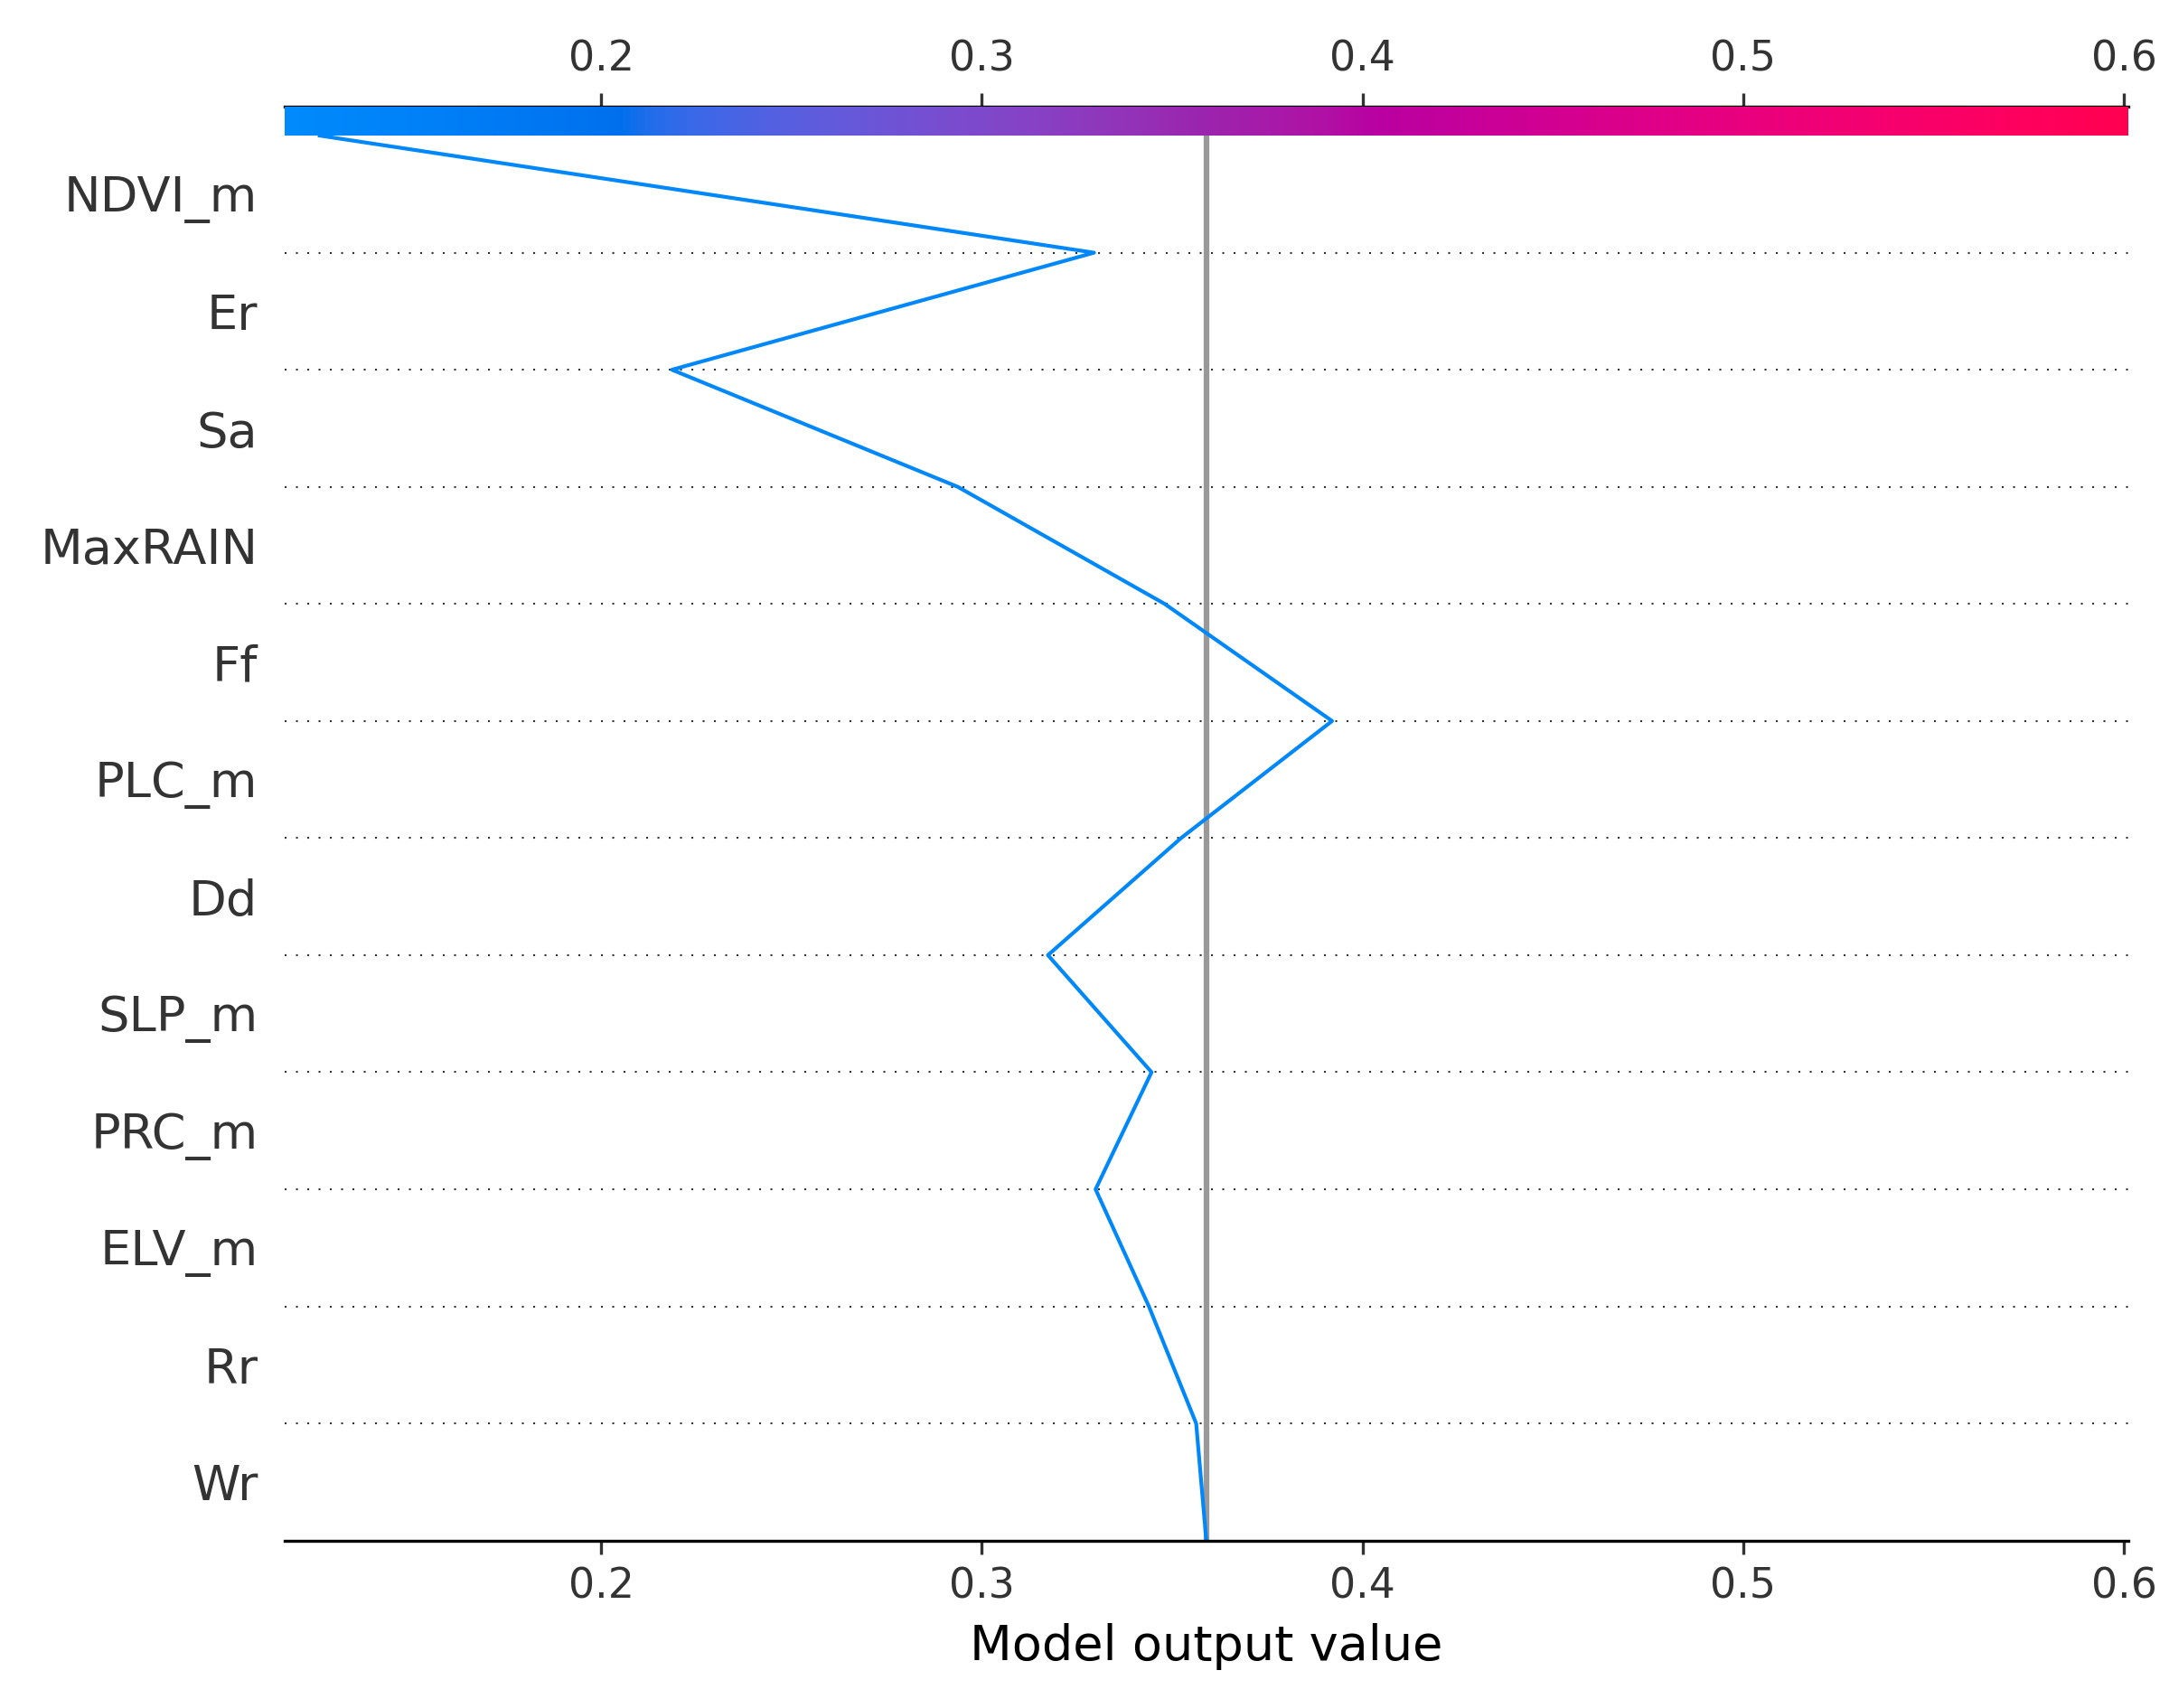 0.2 0.3 0.4 0.5 0.6
NDVI_m
Er
Sa
MaxRAIN
Ff
PLC_m
Dd
SLP_m
PRC_m
ELV_m
Rr
Wr
0.2 0.3 0.4 0.5 0.6
Model output value